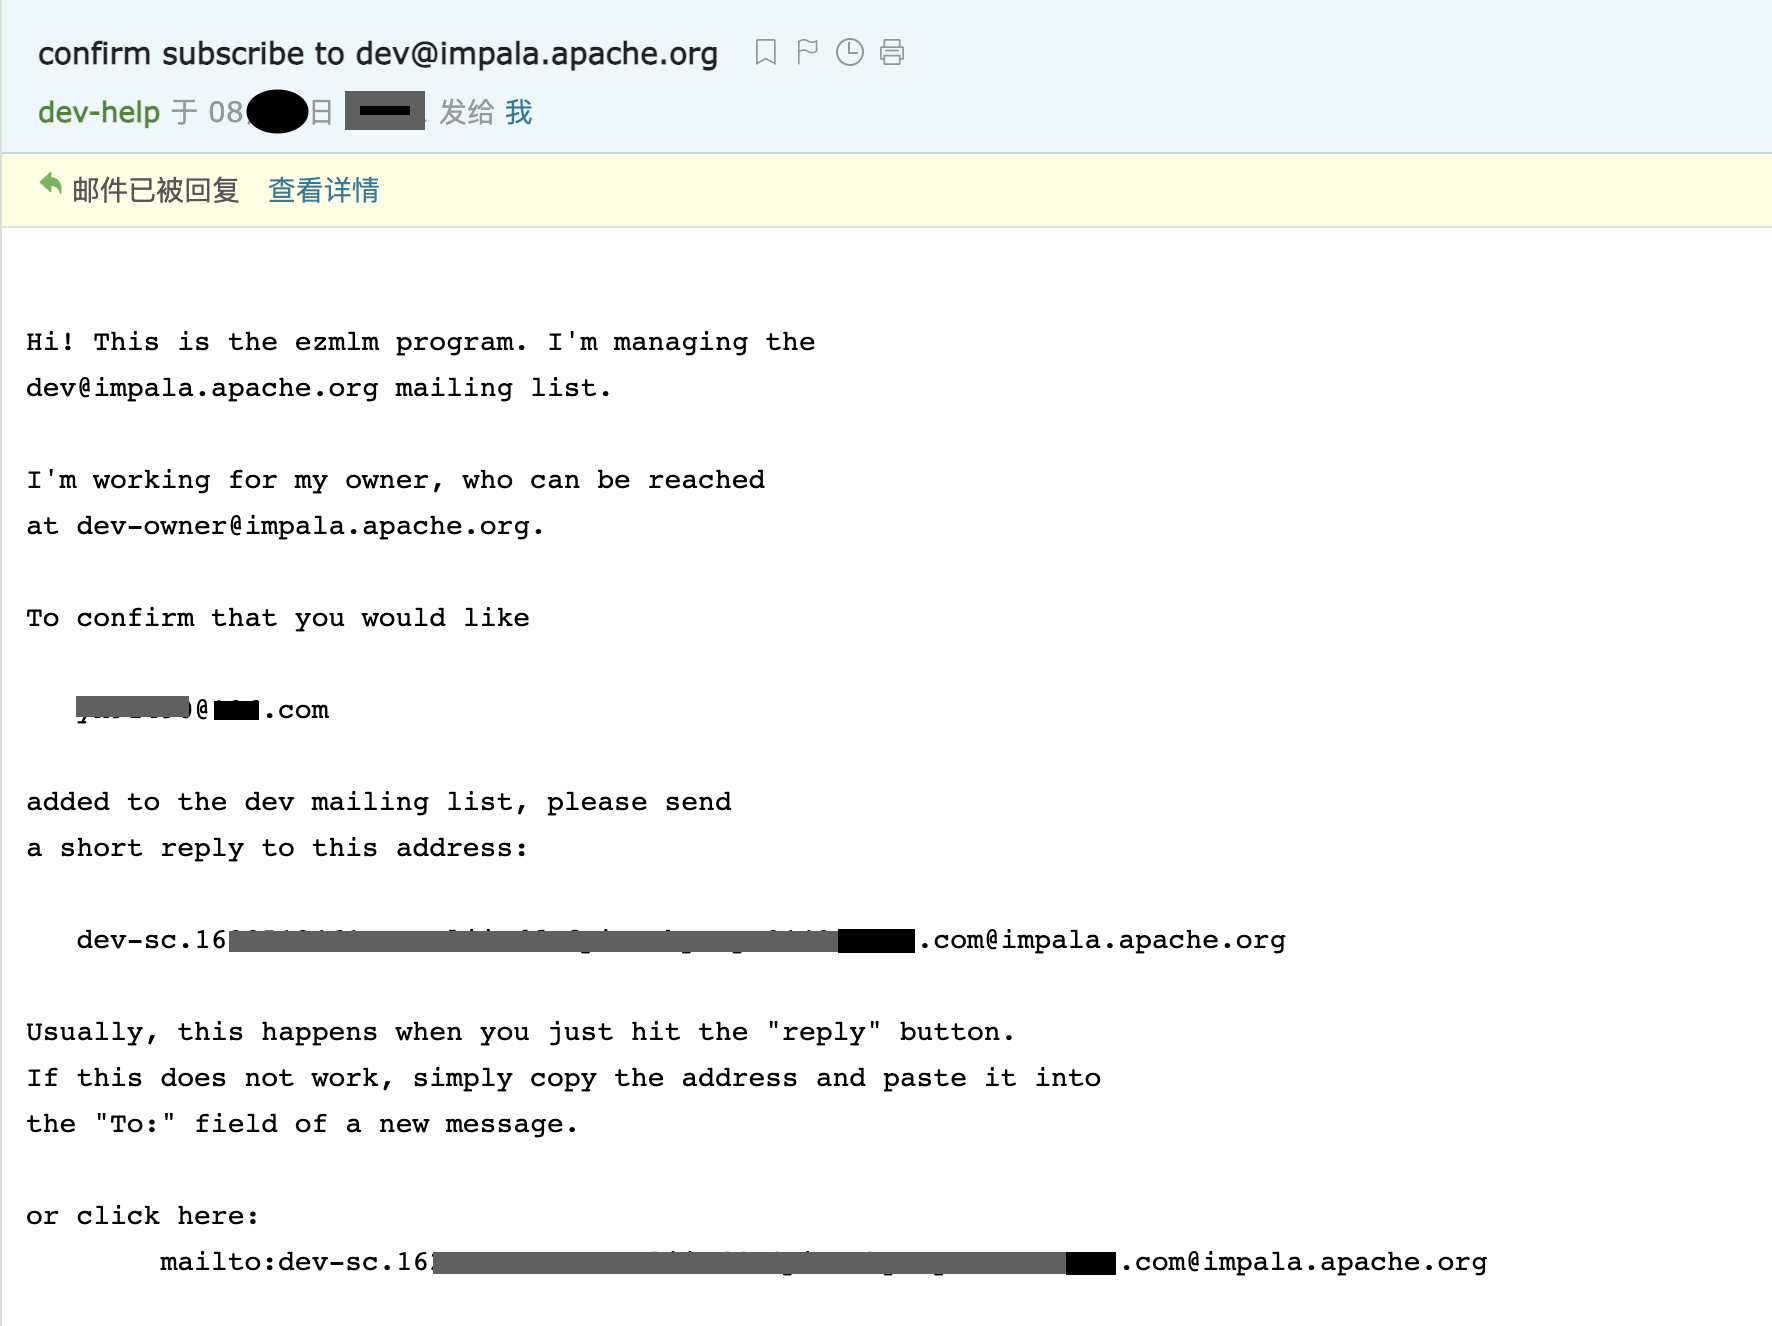 confirm subscribe to dev@impala.apache.org
dev-help 于 08 日 发给 我
邮件已被回复 查看详情
Hi! This is the ezmlm program. I'm managing the
dev@impala.apache.org mailing list.
I'm working for my owner, who can be reached
at dev-owner@impala.apache.org.
To confirm that you would like
@ .com
added to the dev mailing list, please send
a short reply to this address:
dev-sc.16 .com@impala.apache.org
Usually, this happens when you just hit the "reply" button.
If this does not work, simply copy the address and paste it into
the "To:" field of a new message.
or click here:
mailto:dev-sc.16 .com@impala.apache.org